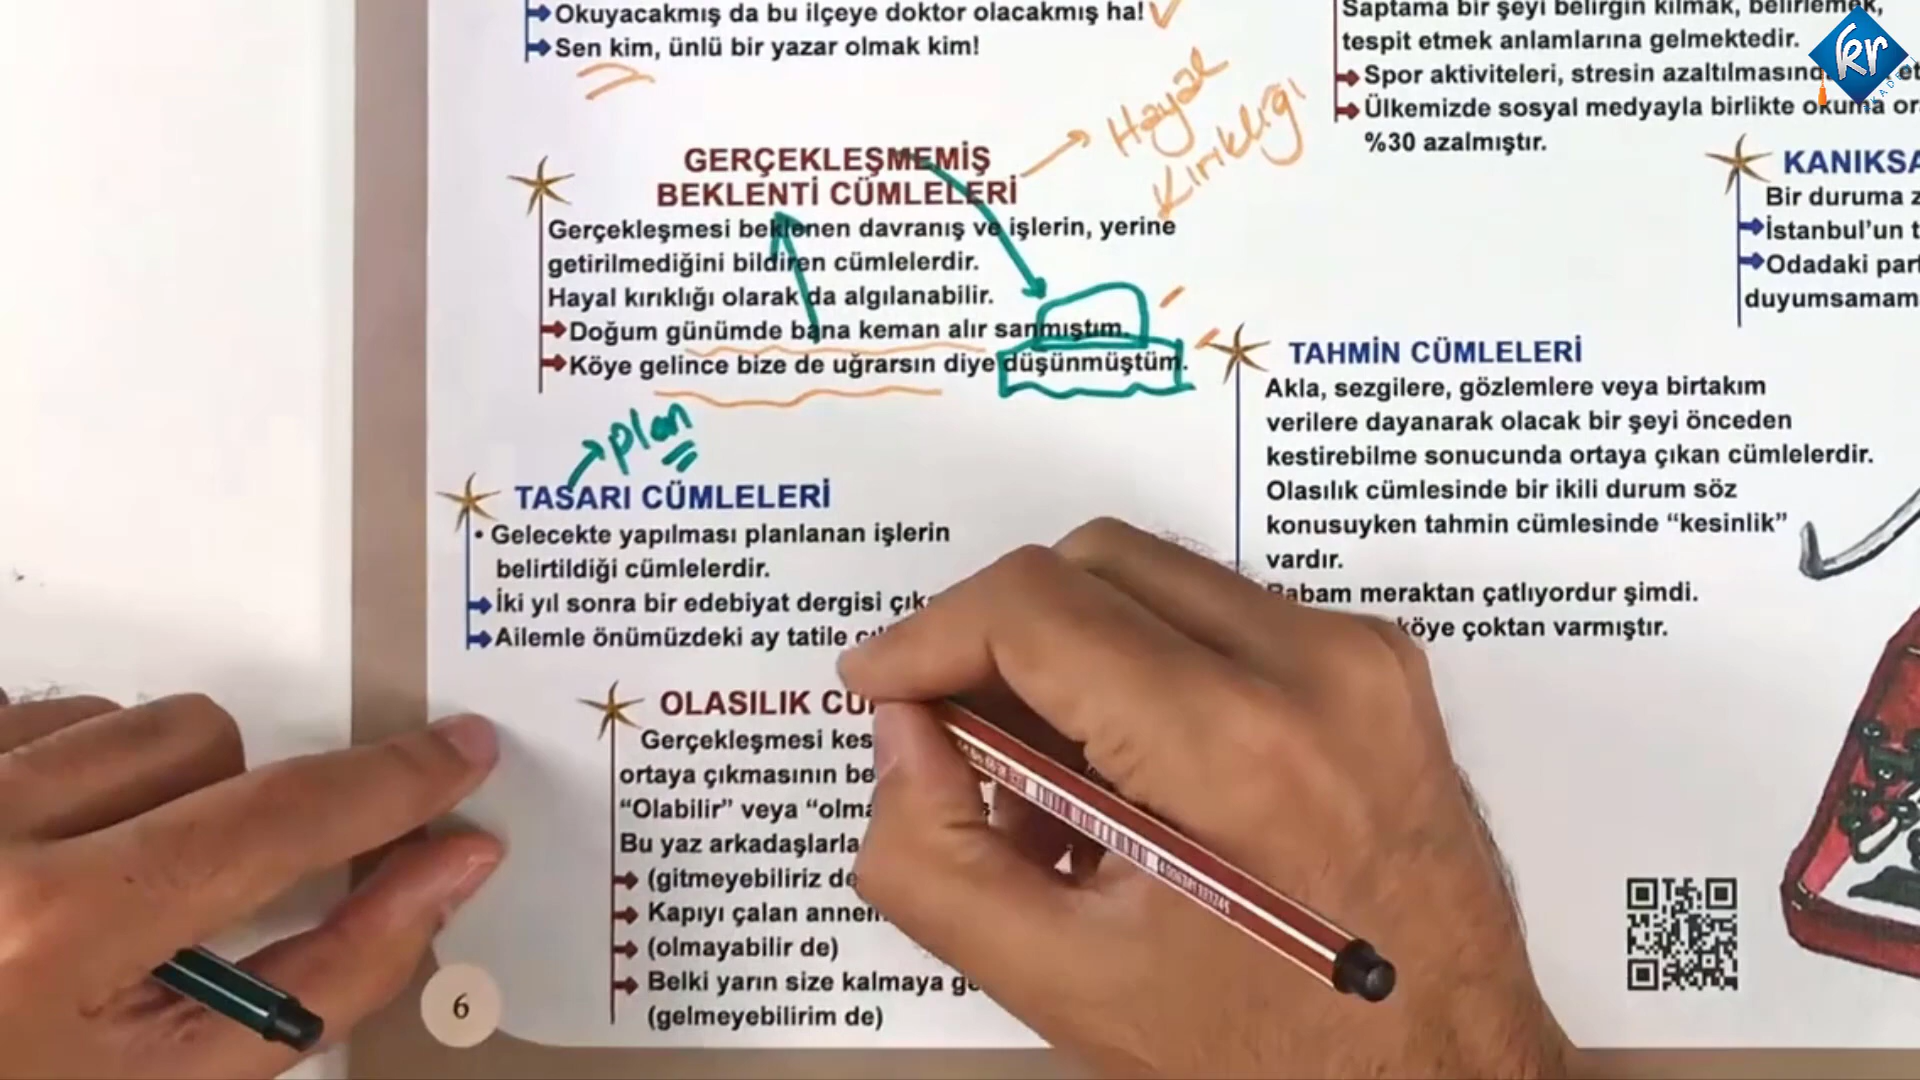 Okuyacakmış da bu ilçeye doktor olacakmış ha!
Sen kim, ünlü bir yazar olmak kim!
GERÇEKLEŞMEMİŞ
BEKLENTİ CÜMLELERİ
Hayal
Kırıklığı
Gerçekleşmesi beklenen davranış ve işlerin, yerine
getirilmediğini bildiren cümlelerdir.
Hayal kırıklığı olarak da algılanabilir.
Doğum günümde bana keman alır sanmıştım.
Köye gelince bize de uğrarsın diye düşünmüştüm.
plan
TASARI CÜMLELERİ
• Gelecekte yapılması planlanan işlerin
belirtildiği cümlelerdir.
İki yıl sonra bir edebiyat dergisi
Ailemle önümüzdeki ay tatile
OLASILIK
Gerçekleşmesi
ortaya çıkmasının
“Olabilir” veya
Bu yaz arkadaşlarla
(gitmeyebiliriz
Kapıyı çalan
(olmayabilir de)
Belki yarın size kalmaya
(gelmeyebilirim de)
6
Saptama bir şeyi belirgin kılmak, belirlemek,
tespit etmek anlamlarına gelmektedir.
Spor aktiviteleri, stresin
Ülkemizde sosyal medyayla birlikte okuma
%30 azalmıştır.
TAHMİN CÜMLELERİ
Akla, sezgilere, gözlemlere veya birtakım
verilere dayanarak olacak bir şeyi önceden
kestirebilme sonucunda ortaya çıkan cümlelerdir.
Olasılık cümlesinde bir ikili durum söz
konusuyken tahmin cümlesinde “kesinlik”
vardır.
Babam meraktan çatlıyordur şimdi.
köye çoktan varmıştır.
Bir duruma
İstanbul’un
Odadaki
kr